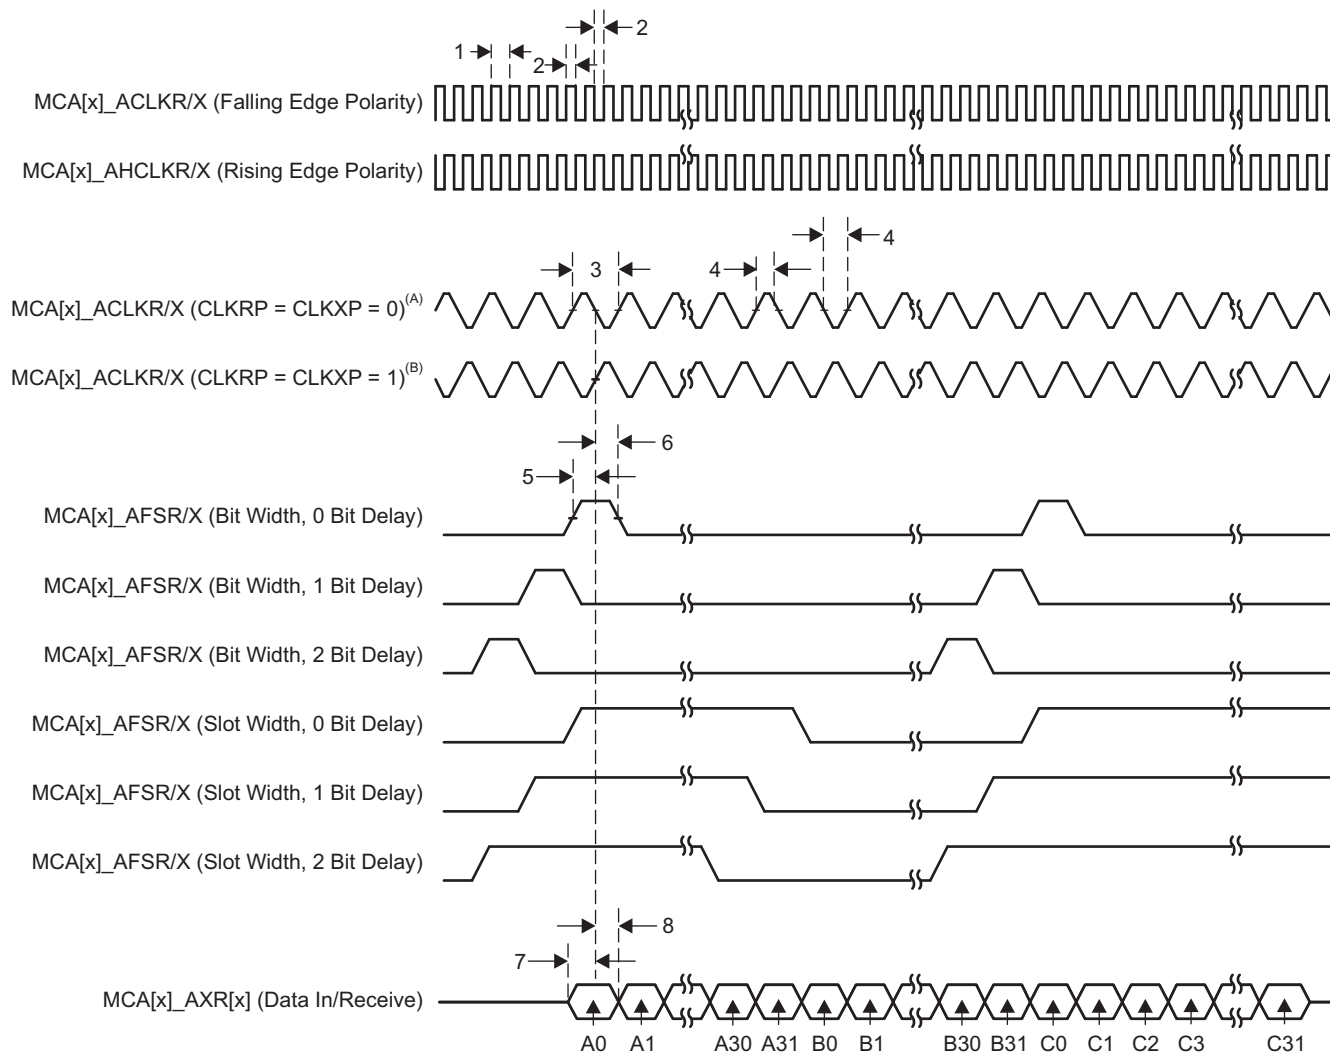 2
1
2
MCA[x]_ACLKR/X (Falling Edge Polarity)
MCA[x]_AHCLKR/X (Rising Edge Polarity)
4
3
4
MCA[x]_ACLKR/X (CLKRP = CLKXP = 0)(A)
MCA[x]_ACLKR/X (CLKRP = CLKXP = 1)(B)
6
5
MCA[x]_AFSR/X (Bit Width, 0 Bit Delay)
MCA[x]_AFSR/X (Bit Width, 1 Bit Delay)
MCA[x]_AFSR/X (Bit Width, 2 Bit Delay)
MCA[x]_AFSR/X (Slot Width, 0 Bit Delay)
MCA[x]_AFSR/X (Slot Width, 1 Bit Delay)
MCA[x]_AFSR/X (Slot Width, 2 Bit Delay)
8
7
MCA[x]_AXR[x] (Data In/Receive)
A0 A1 A30 A31 B0 B1 B30 B31 C0 C1 C2 C3 C31